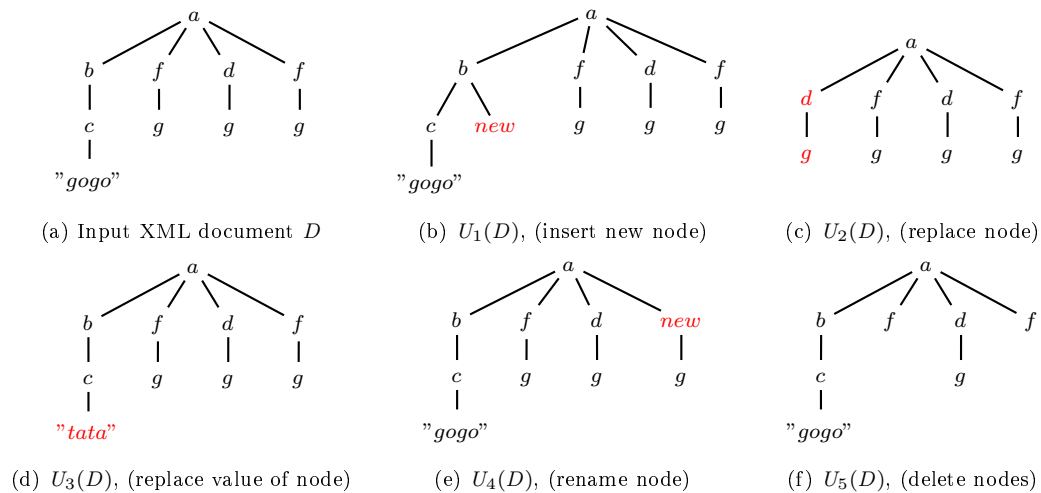 a
b f d f
c g g g
"gogo"
(a) Input XML document D
a
b f d f
c new g g g
"gogo"
(b) U₁(D), (insert new node)
a
d f d f
g g g g
(c) U₂(D), (replace node)
a
b f d f
c g g g
"tata"
(d) U₃(D), (replace value of node)
a
b f d new
c g g g
"gogo"
(e) U₄(D), (rename node)
a
b f d f
c g
"gogo"
(f) U₅(D), (delete nodes)